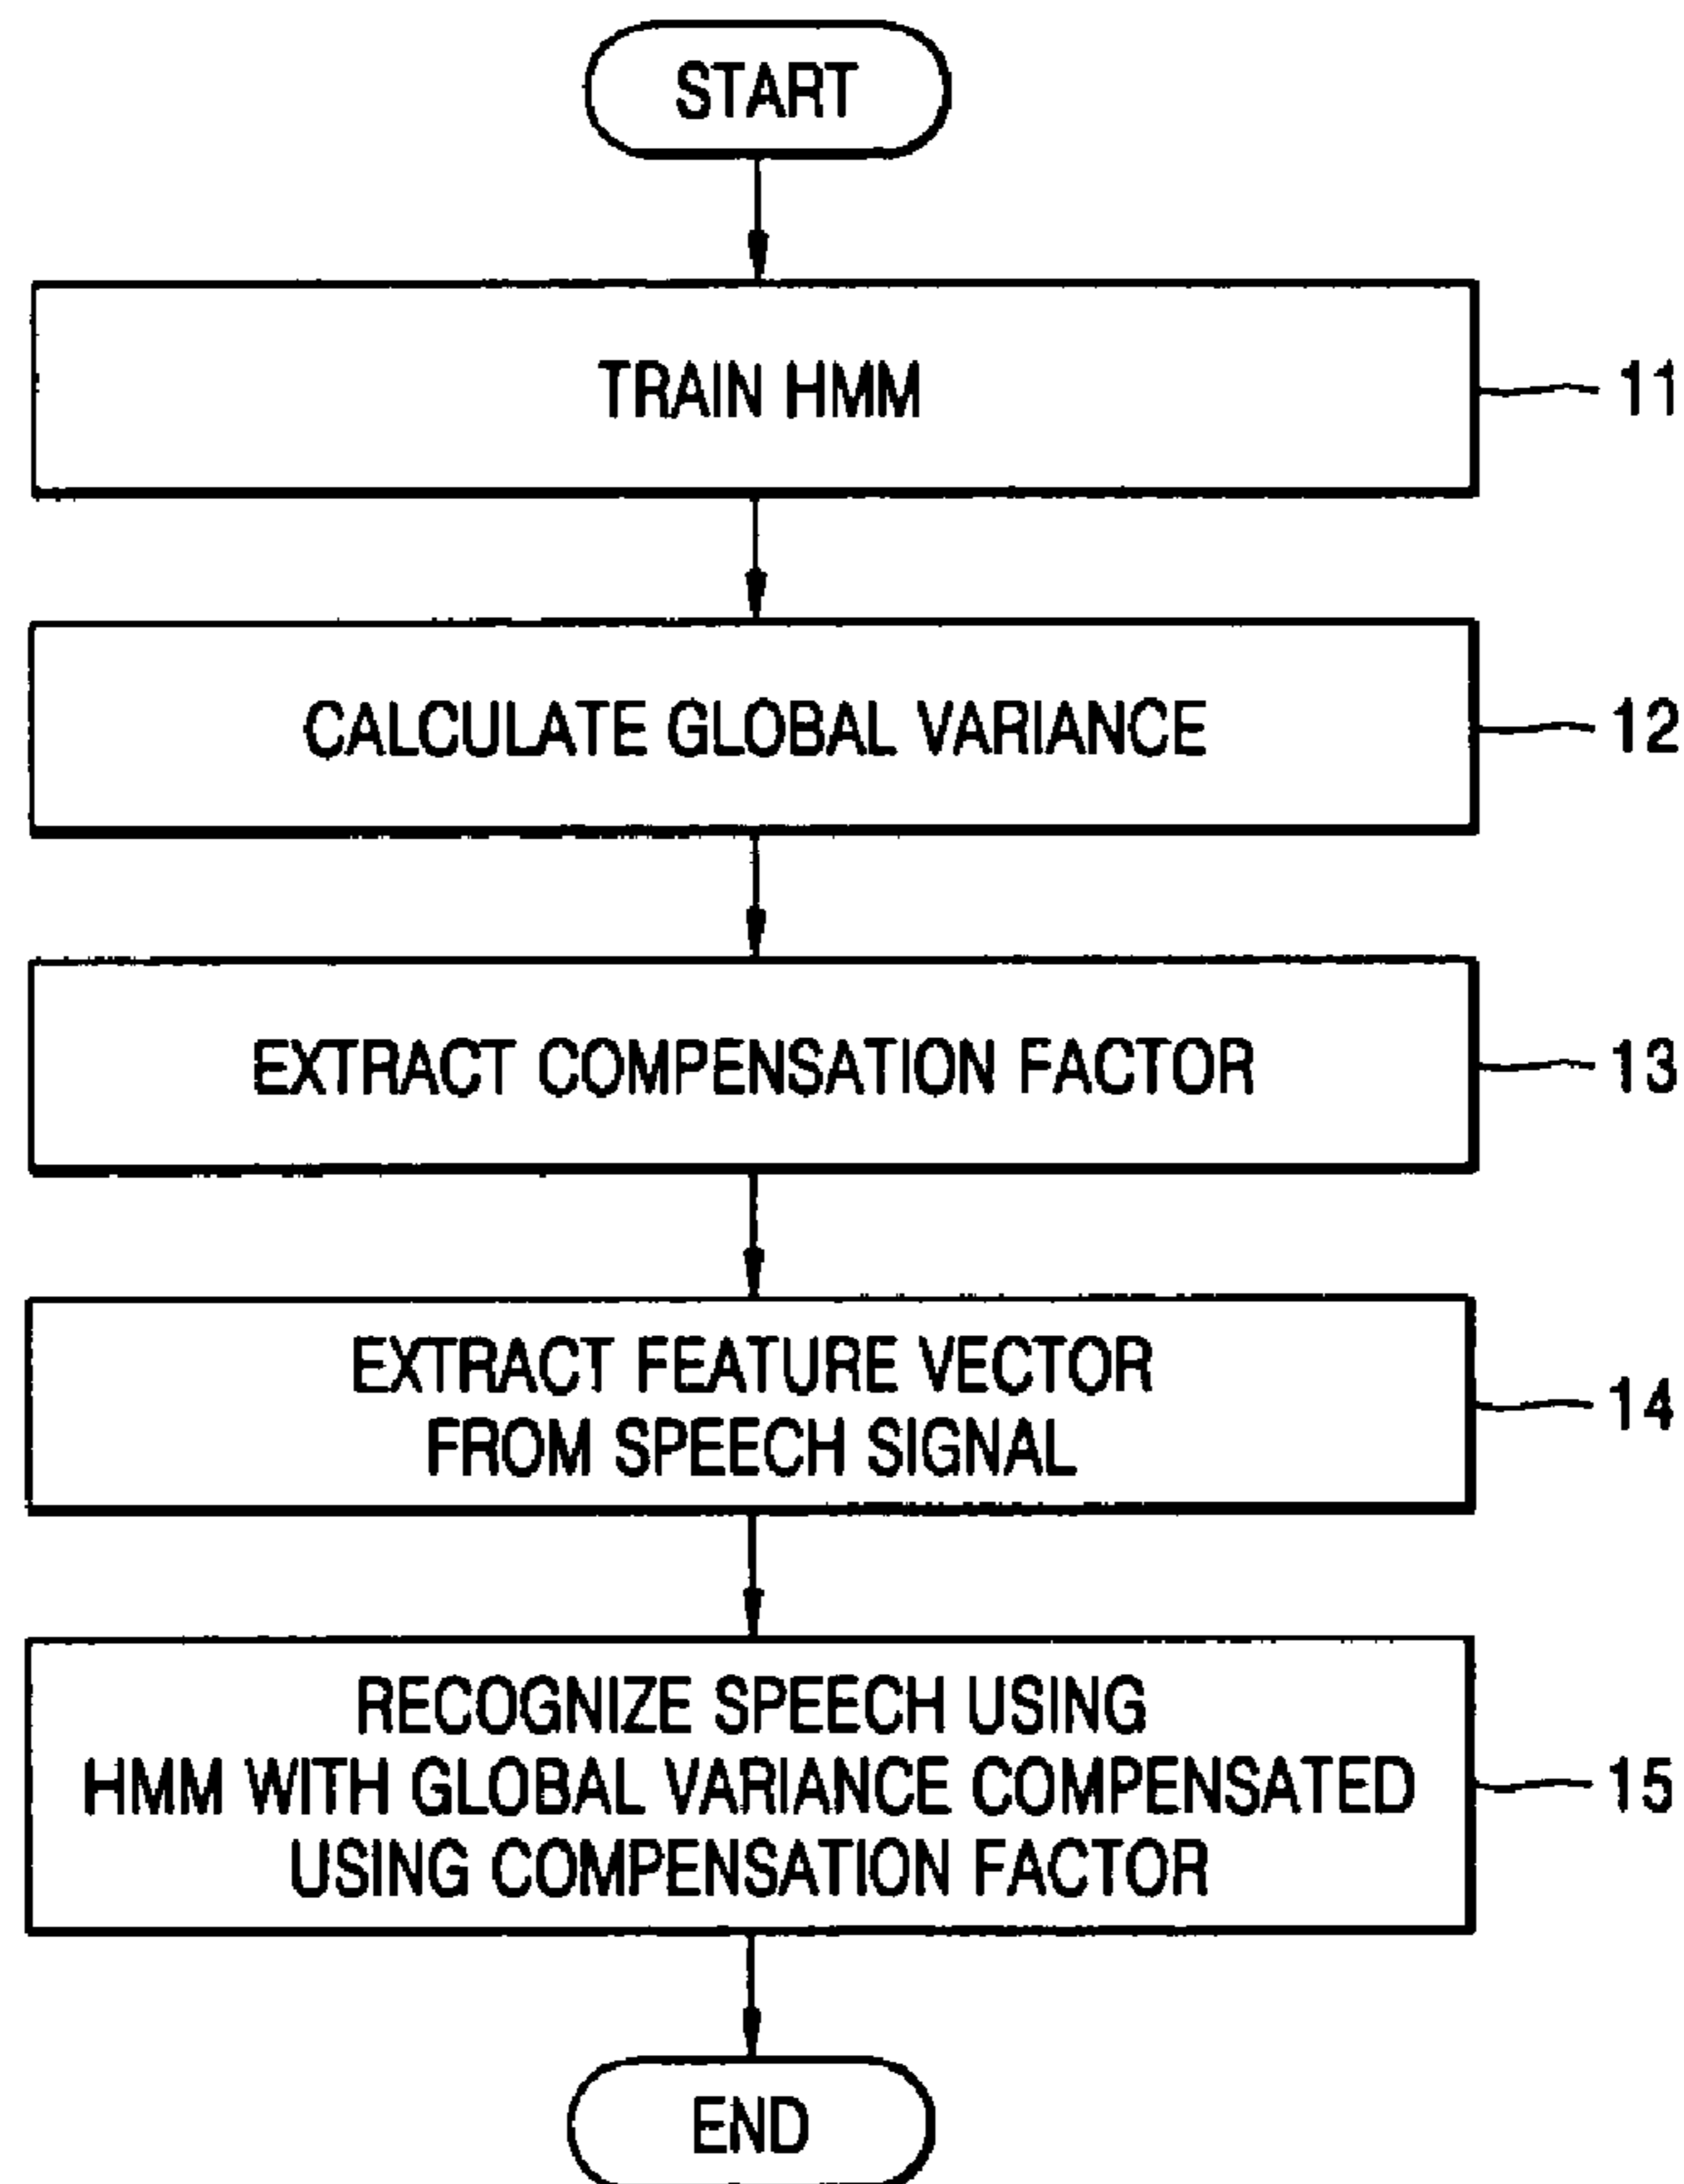 START
TRAIN HMM
11
CALCULATE GLOBAL VARIANCE
12
EXTRACT COMPENSATION FACTOR
13
EXTRACT FEATURE VECTOR
FROM SPEECH SIGNAL
14
RECOGNIZE SPEECH USING
HMM WITH GLOBAL VARIANCE COMPENSATED
USING COMPENSATION FACTOR
15
END